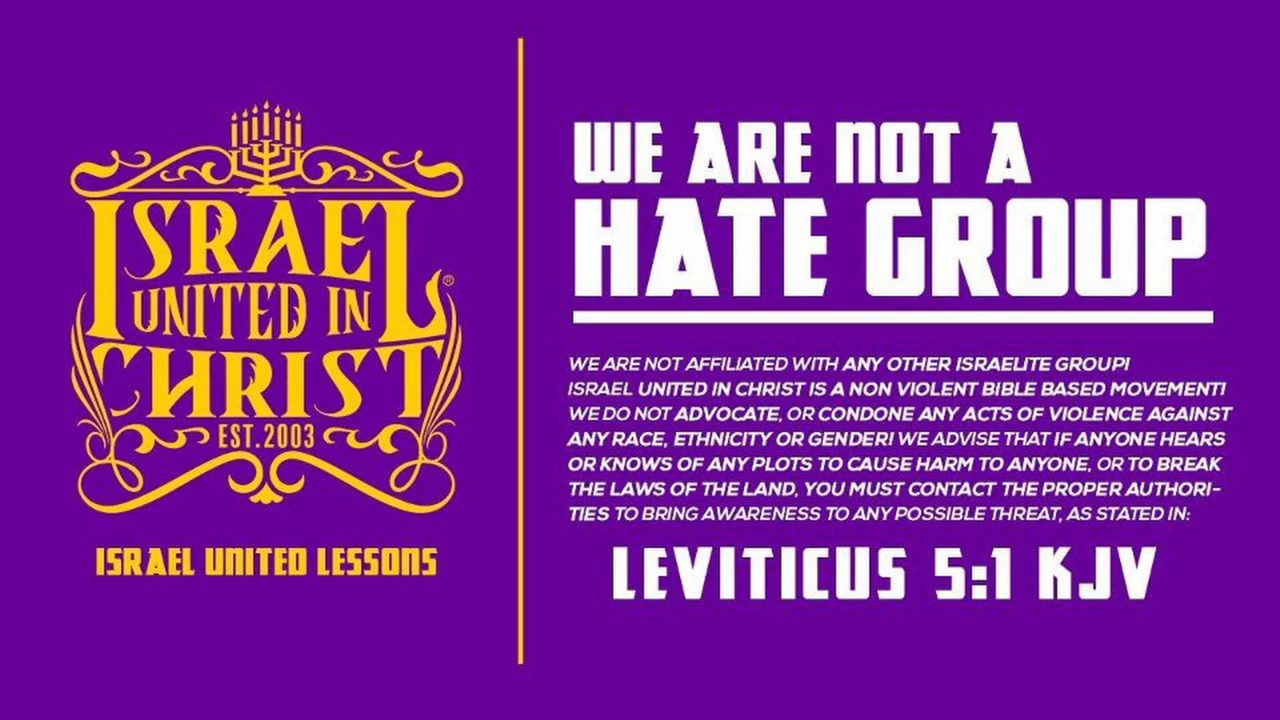 ISRAEL
UNITED IN
CHRIST
®
EST. 2003
ISRAEL UNITED LESSONS
WE ARE NOT A
HATE GROUP
WE ARE NOT AFFILIATED WITH ANY OTHER ISRAELITE GROUP!
ISRAEL UNITED IN CHRIST IS A NON VIOLENT BIBLE BASED MOVEMENT!
WE DO NOT ADVOCATE, OR CONDONE ANY ACTS OF VIOLENCE AGAINST
ANY RACE, ETHNICITY OR GENDER! WE ADVISE THAT IF ANYONE HEARS
OR KNOWS OF ANY PLOTS TO CAUSE HARM TO ANYONE, OR TO BREAK
THE LAWS OF THE LAND, YOU MUST CONTACT THE PROPER AUTHORI-
TIES TO BRING AWARENESS TO ANY POSSIBLE THREAT, AS STATED IN:
LEVITICUS 5:1 KJV